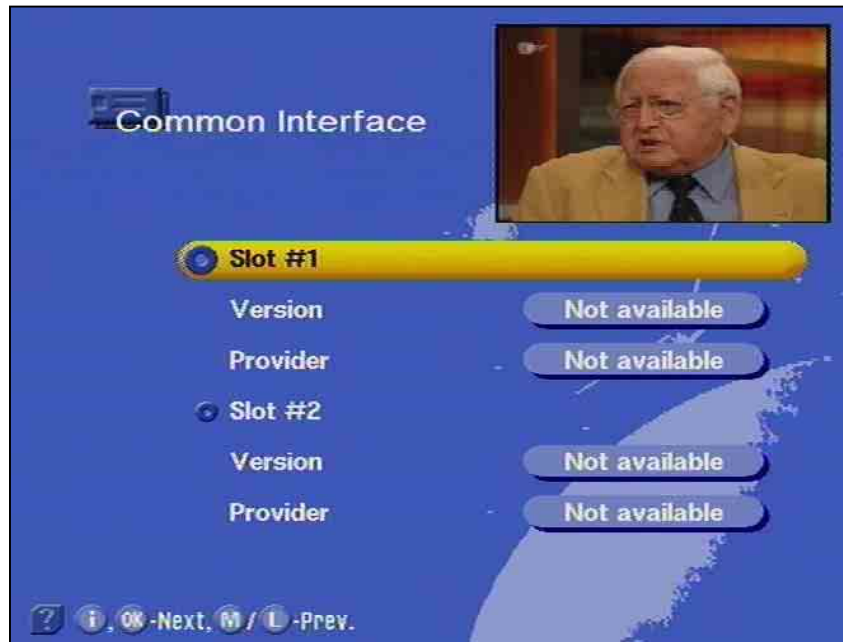 Common Interface
Slot #1
Version Not available
Provider Not available
Slot #2
Version Not available
Provider Not available
? i, OK-Next, M / L-Prev.